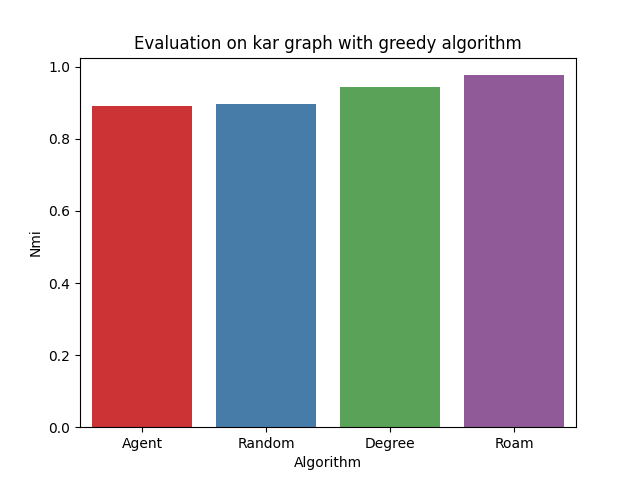 Evaluation on kar graph with greedy algorithm
1.0
0.8
0.6
0.4
0.2
0.0
Nmi
Agent
Random
Degree
Roam
Algorithm